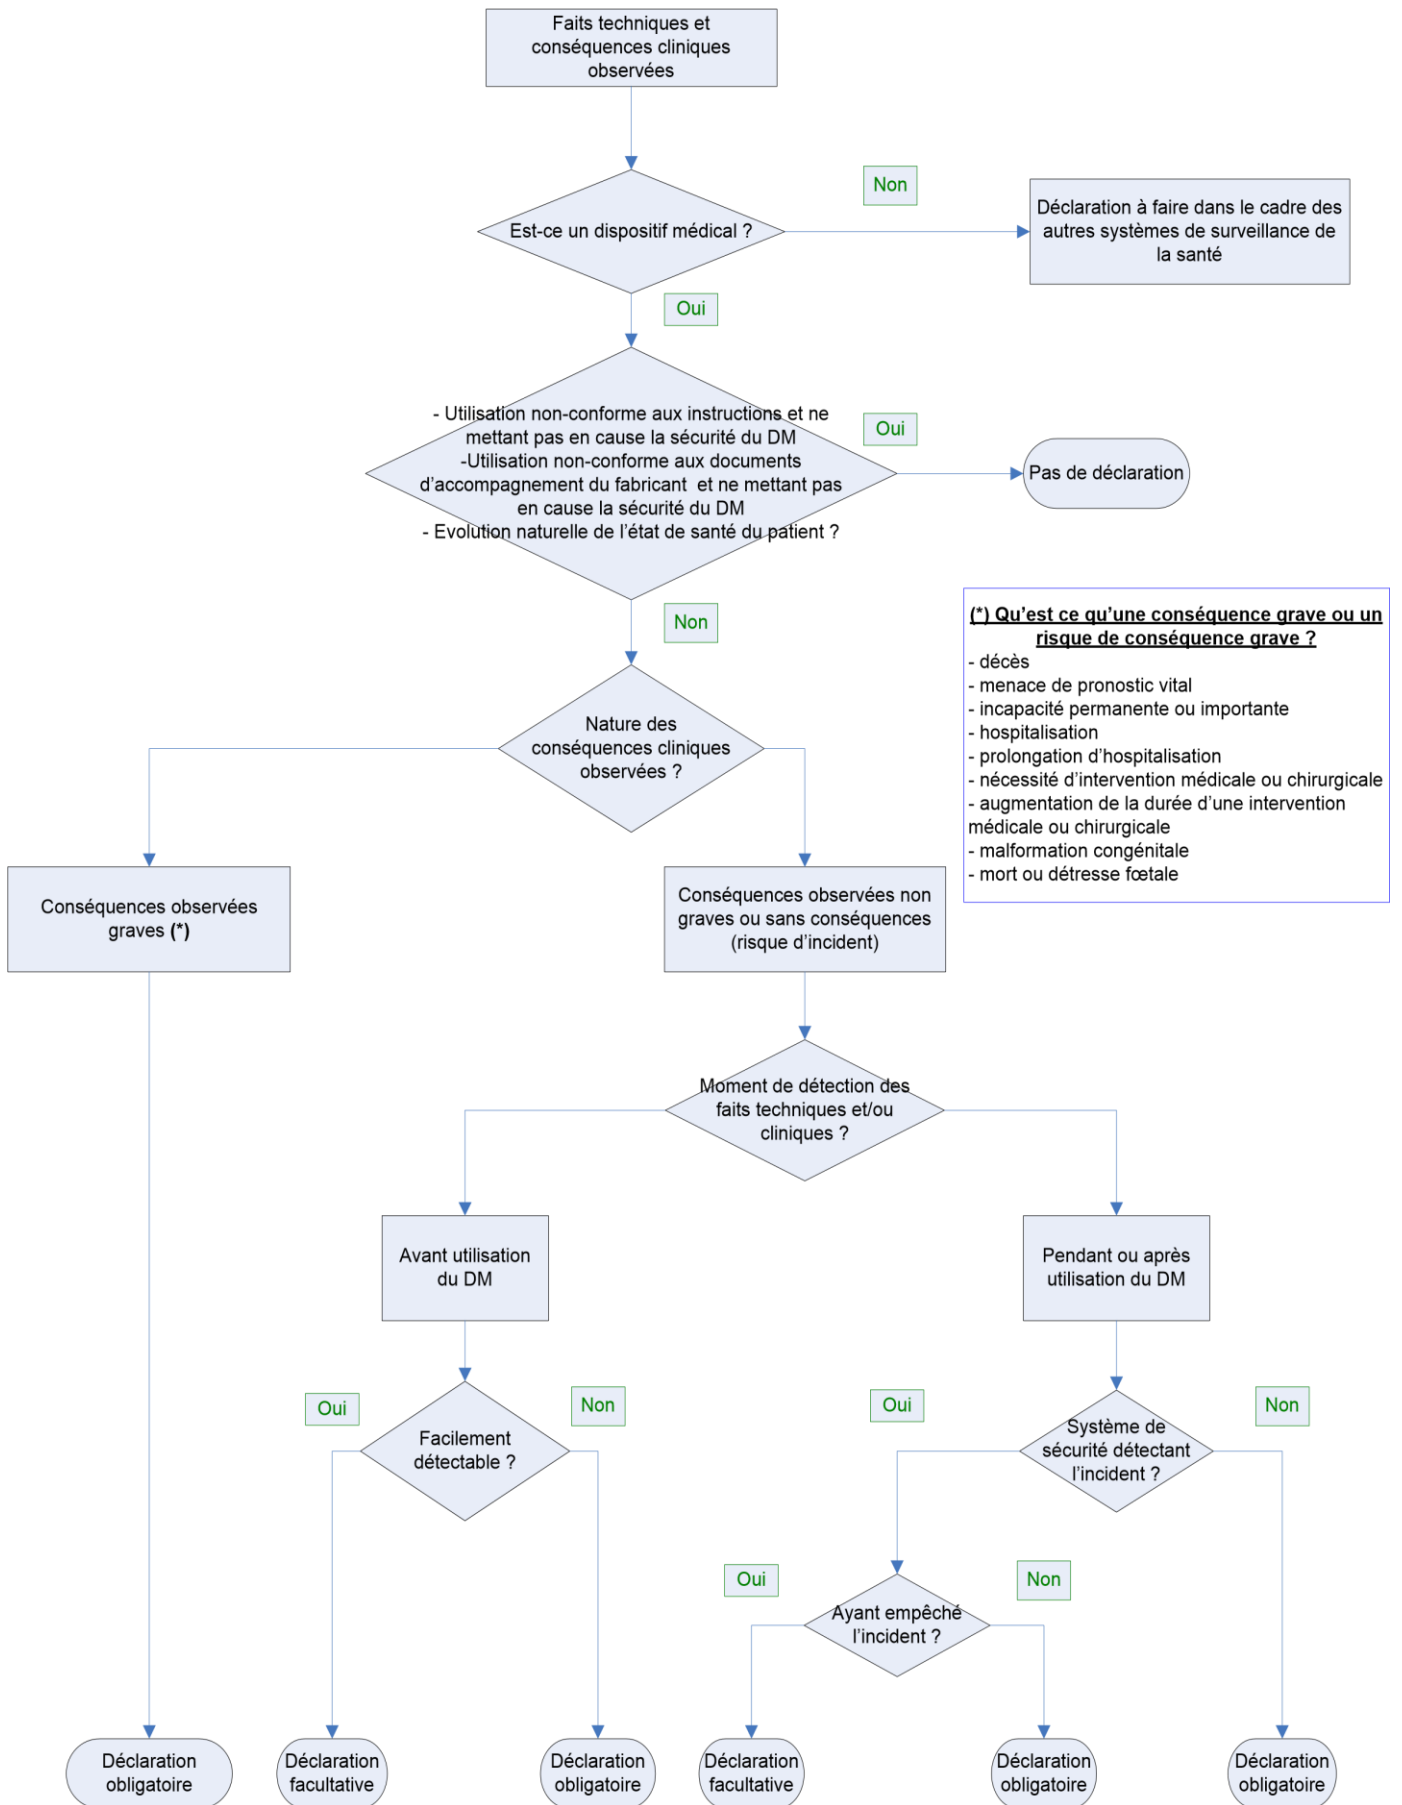 Faits techniques et
conséquences cliniques
observées
Non
Est-ce un dispositif médical ?
Déclaration à faire dans le cadre des
autres systèmes de surveillance de
la santé
Oui
- Utilisation non-conforme aux instructions et ne
mettant pas en cause la sécurité du DM
-Utilisation non-conforme aux documents
d'accompagnement du fabricant et ne mettant pas
en cause la sécurité du DM
- Evolution naturelle de l'état de santé du patient ?
Oui
Pas de déclaration
Non
(*) Qu'est ce qu'une conséquence grave ou un
risque de conséquence grave ?
- décès
- menace de pronostic vital
- incapacité permanente ou importante
- hospitalisation
- prolongation d'hospitalisation
- nécessité d'intervention médicale ou chirurgicale
- augmentation de la durée d'une intervention
médicale ou chirurgicale
- malformation congénitale
- mort ou détresse fœtale
Nature des
conséquences cliniques
observées ?
Conséquences observées
graves (*)
Conséquences observées non
graves ou sans conséquences
(risque d'incident)
Moment de détection des
faits techniques et/ou
cliniques ?
Avant utilisation
du DM
Pendant ou après
utilisation du DM
Oui
Non
Facilement
détectable ?
Oui
Non
Système de
sécurité détectant
l'incident ?
Oui
Non
Ayant empêché
l'incident ?
Déclaration
obligatoire
Déclaration
facultative
Déclaration
obligatoire
Déclaration
facultative
Déclaration
obligatoire
Déclaration
obligatoire